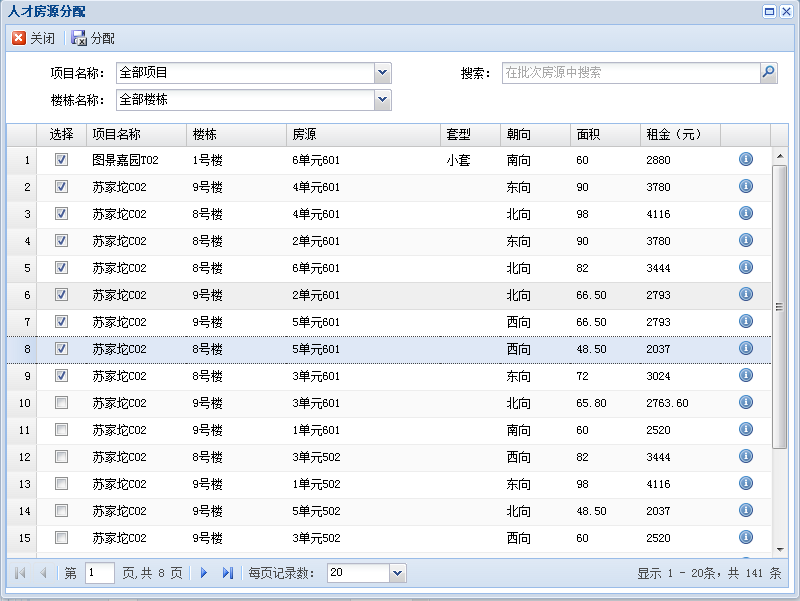 人才房源分配
关闭 分配
项目名称： 全部项目 搜索： 在批次房源中搜索
楼栋名称： 全部楼栋
选择 项目名称 楼栋 房源 套型 朝向 面积 租金（元）
1 图景嘉园T02 1号楼 6单元601 小套 南向 60 2880
2 苏家坨C02 9号楼 4单元601 东向 90 3780
3 苏家坨C02 8号楼 4单元601 北向 98 4116
4 苏家坨C02 8号楼 2单元601 东向 90 3780
5 苏家坨C02 8号楼 6单元601 北向 82 3444
6 苏家坨C02 9号楼 2单元601 北向 66.50 2793
7 苏家坨C02 9号楼 5单元601 西向 66.50 2793
8 苏家坨C02 8号楼 5单元601 西向 48.50 2037
9 苏家坨C02 8号楼 3单元601 东向 72 3024
10 苏家坨C02 9号楼 3单元601 北向 65.80 2763.60
11 苏家坨C02 9号楼 1单元601 南向 60 2520
12 苏家坨C02 8号楼 3单元502 西向 82 3444
13 苏家坨C02 9号楼 1单元502 东向 98 4116
14 苏家坨C02 9号楼 5单元502 北向 48.50 2037
15 苏家坨C02 9号楼 3单元502 西向 60 2520
第 1 页,共 8 页 每页记录数： 20 显示 1 - 20条，共 141 条